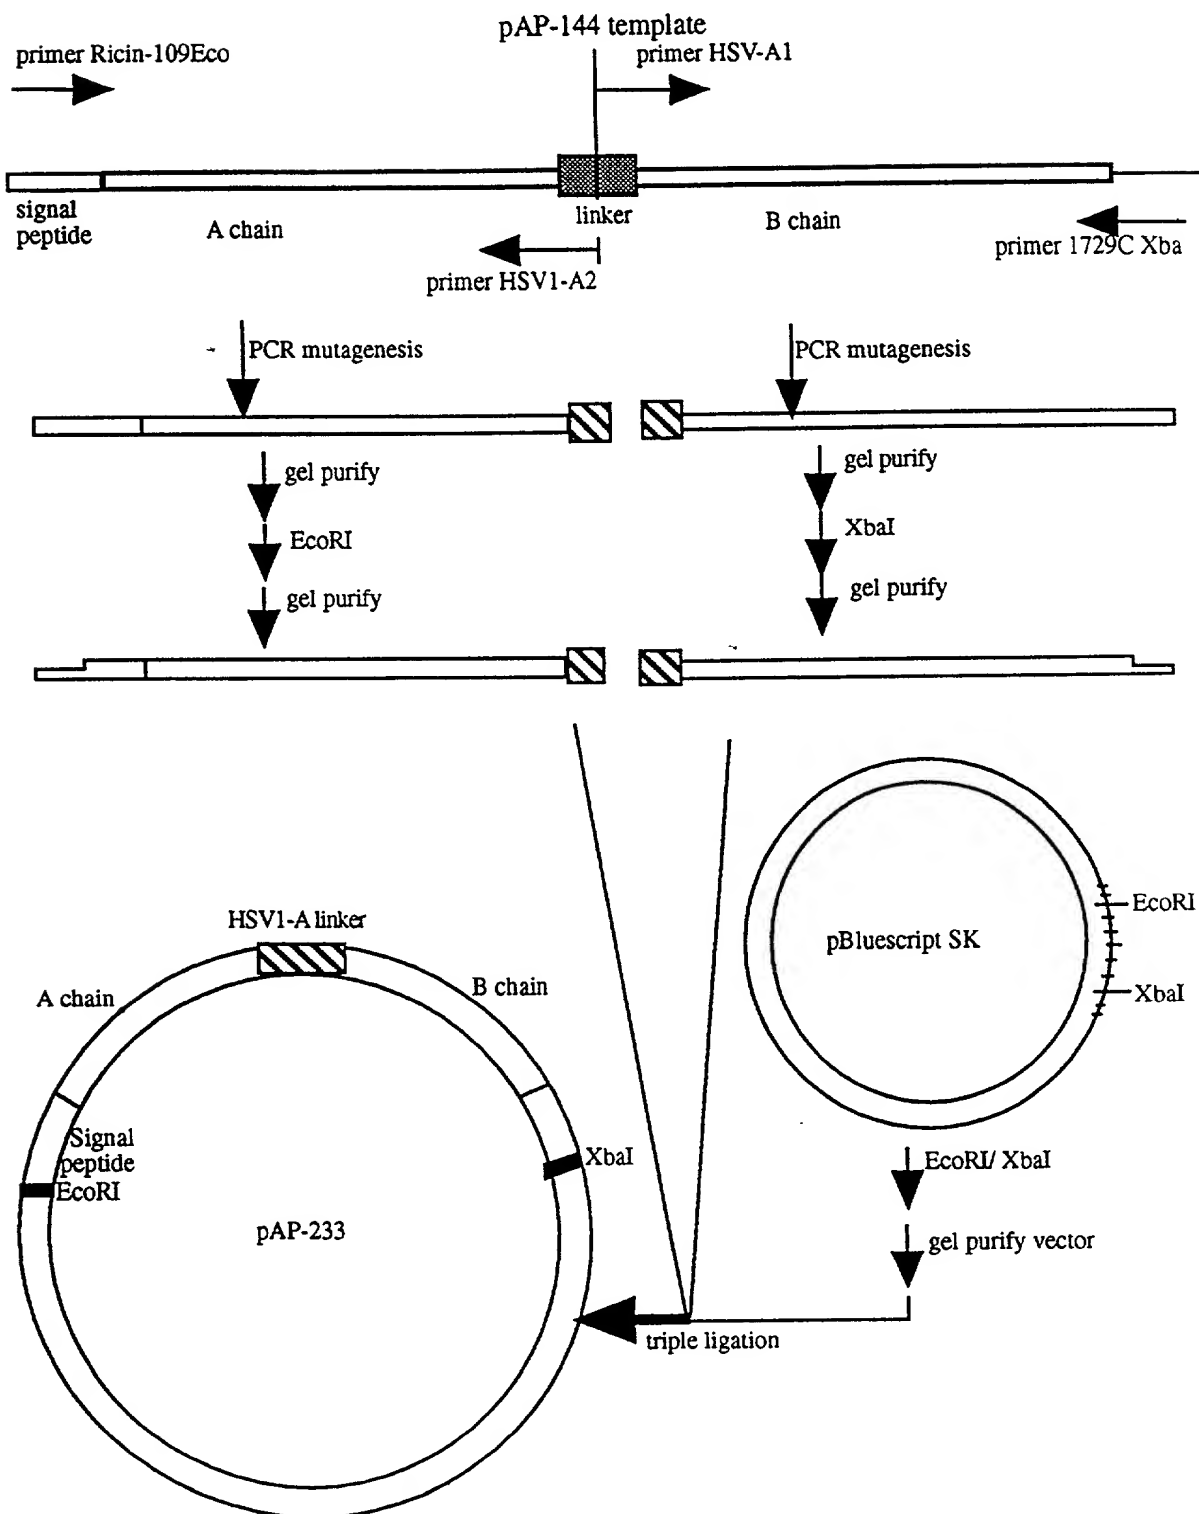 pAP-144 template
primer Ricin-109Eco
primer HSV-A1
signal
peptide
A chain
linker
B chain
primer HSV1-A2
primer 1729C Xba
PCR mutagenesis
PCR mutagenesis
gel purify
gel purify
EcoRI
XbaI
gel purify
gel purify
HSV1-A linker
A chain
B chain
pBluescript SK
EcoRI
XbaI
Signal
peptide
EcoRI
XbaI
pAP-233
EcoRI/ XbaI
gel purify vector
triple ligation